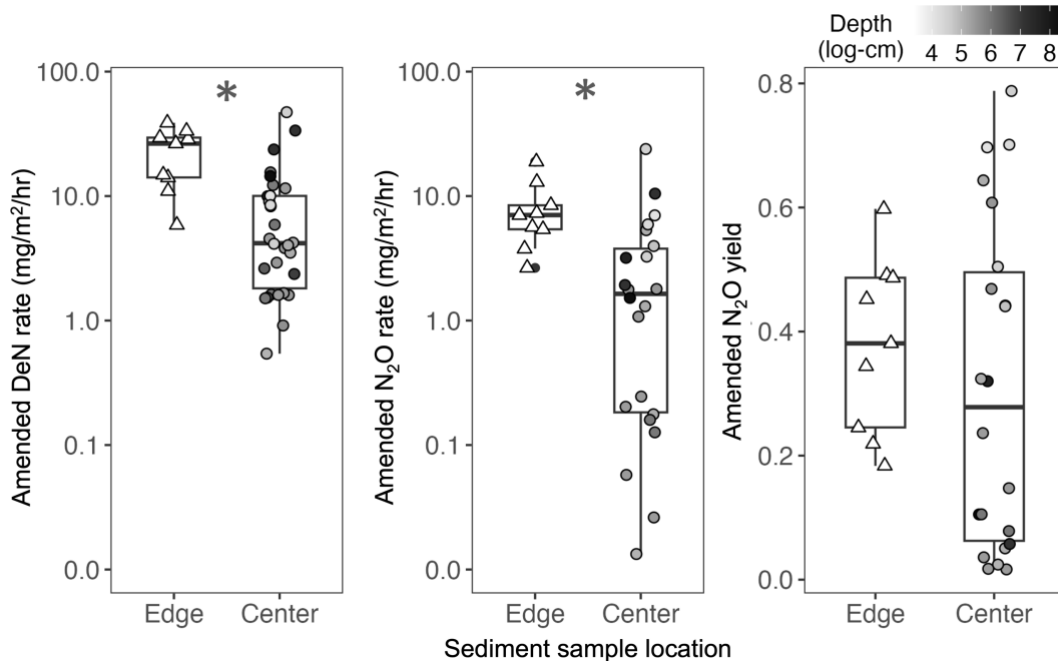 Depth
(log-cm)
4 5 6 7 8
Amended DeN rate (mg/m²/hr)
100.0
10.0
1.0
0.1
0.0
*
Edge Center
Amended N₂O rate (mg/m²/hr)
100.0
10.0
1.0
0.1
0.0
*
Edge Center
Amended N₂O yield
0.8
0.6
0.4
0.2
0.0
Edge Center
Sediment sample location